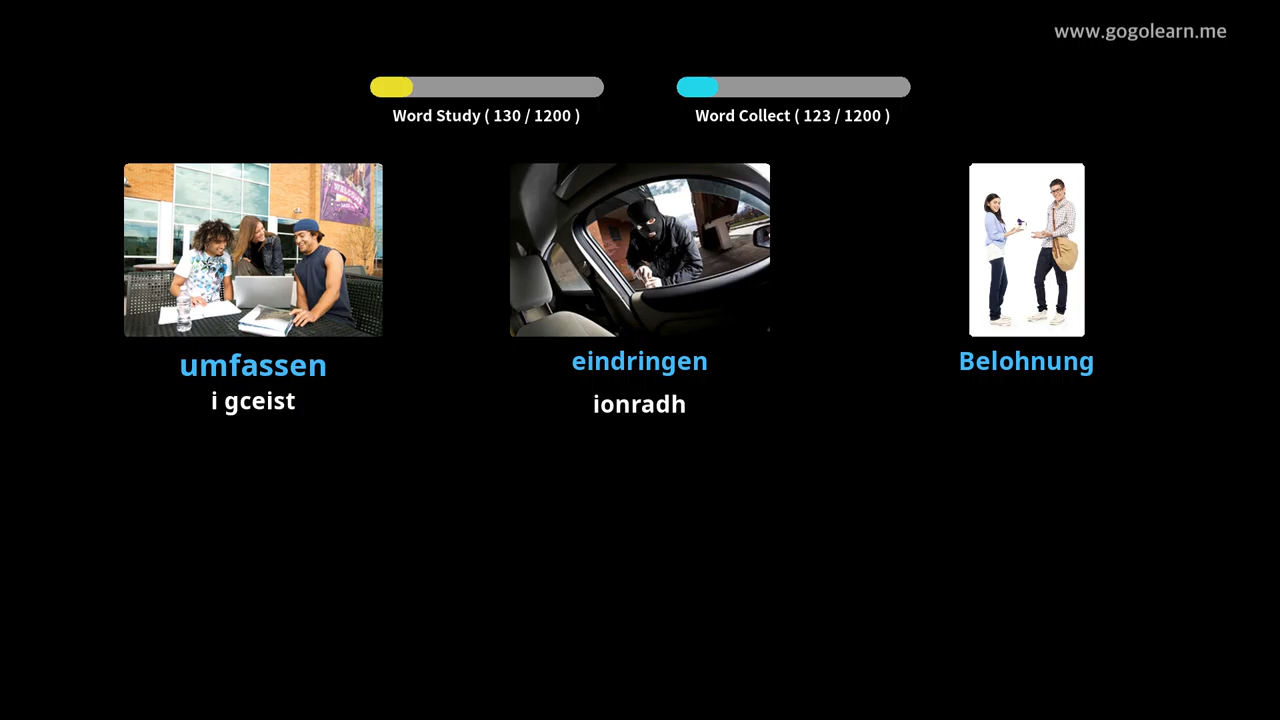 www.gogolearn.me
Word Study ( 130 / 1200 )
Word Collect ( 123 / 1200 )
umfassen
i gceist
eindringen
ionradh
Belohnung